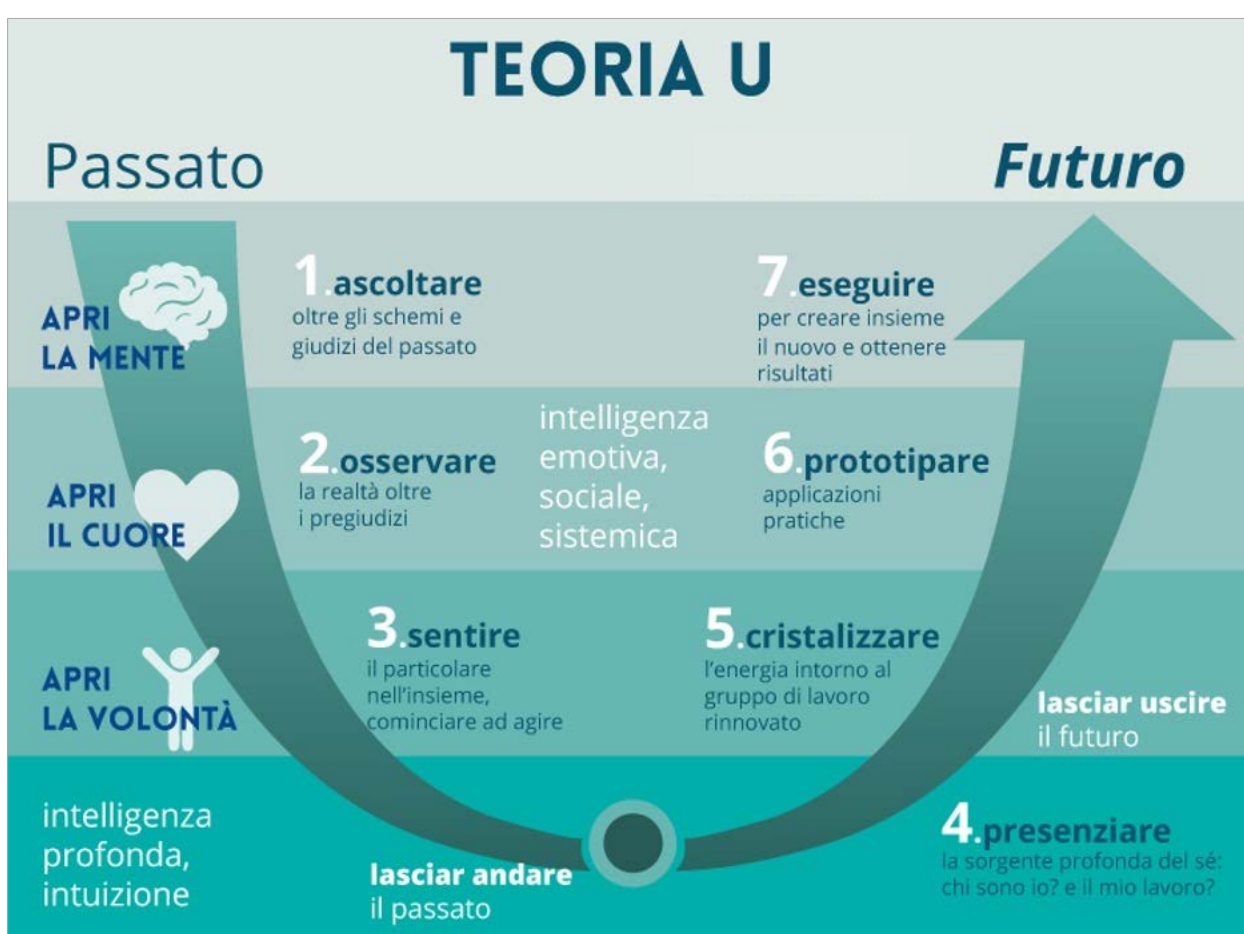 TEORIA U
Passato
Futuro
APRI
LA MENTE
1.ascoltare
oltre gli schemi e
giudizi del passato
7.eseguire
per creare insieme
il nuovo e ottenere
risultati
APRI
IL CUORE
2.osservare
la realtà oltre
i pregiudizi
intelligenza
emotiva,
sociale,
sistemica
6.prototipare
applicazioni
pratiche
APRI
LA VOLONTÀ
3.sentire
il particolare
nell'insieme,
cominciare ad agire
5.cristalizzare
l'energia intorno al
gruppo di lavoro
rinnovato
lasciar uscire
il futuro
intelligenza
profonda,
intuizione
lasciar andare
il passato
4.presenziare
la sorgente profonda del sé:
chi sono io? e il mio lavoro?